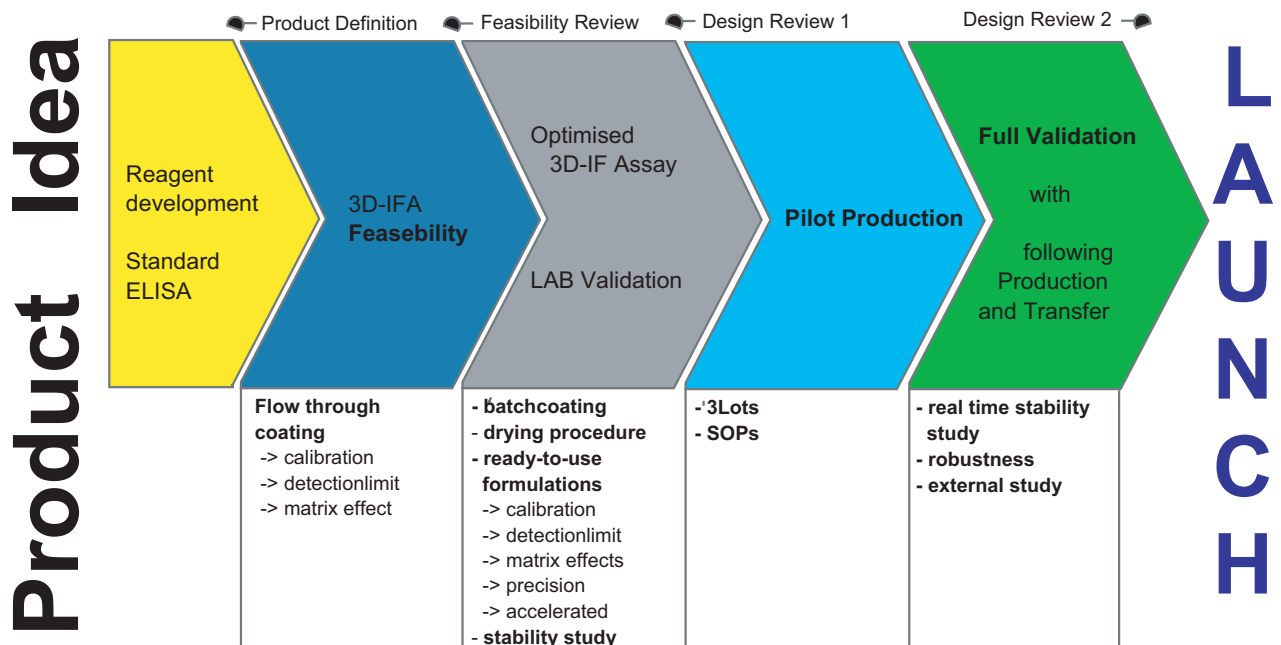 Product Idea
Product Definition
Feasibility Review
Design Review 1
Design Review 2
Reagent
development
Standard
ELISA
3D-IFA
Feasebility
Optimised
3D-IF Assay
LAB Validation
Pilot Production
Full Validation
with
following
Production
and Transfer
LAUNCH
Flow through
coating
-> calibration
-> detectionlimit
-> matrix effect
- batchcoating
- drying procedure
- ready-to-use
formulations
-> calibration
-> detectionlimit
-> matrix effects
-> precision
-> accelerated
- stability study
- 3Lots
- SOPs
- real time stability
study
- robustness
- external study